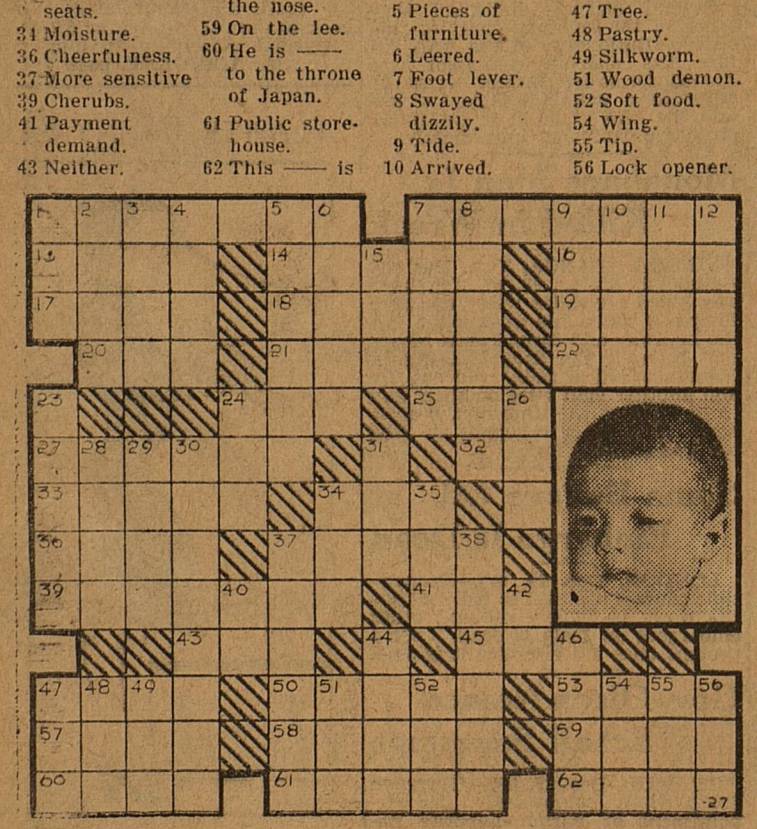 seats.
34 Moisture.
36 Cheerfulness.
37 More sensitive
39 Cherubs.
41 Payment
demand.
43 Neither.
the nose.
59 On the lee.
60 He is ——
to the throne
of Japan.
61 Public store-
house.
62 This —— is
5 Pieces of
furniture.
6 Leered.
7 Foot lever.
8 Swayed
dizzily.
9 Tide.
10 Arrived.
47 Tree.
48 Pastry.
49 Silkworm.
51 Wood demon.
52 Soft food.
54 Wing.
55 Tip.
56 Lock opener.
1 2 3 4 5 6 7 8 9 10 11 12
13 14 15 16
17 18 19
20 21 22
23 24 25 26
27 28 29 30 31 32
33 34 35
36 37 38
39 40 41 42
43 44 45 46
47 48 49 50 51 52 53 54 55 56
57 58 59
60 61 62
-27